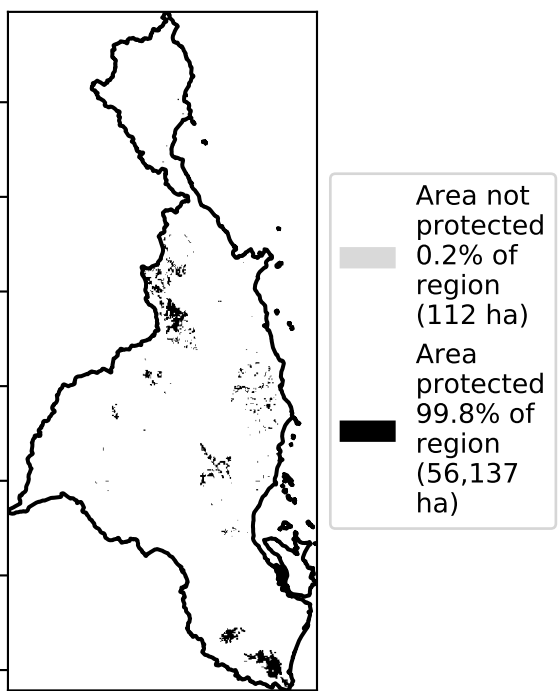 Area not
protected
0.2% of
region
(112 ha)
Area
protected
99.8% of
region
(56,137
ha)